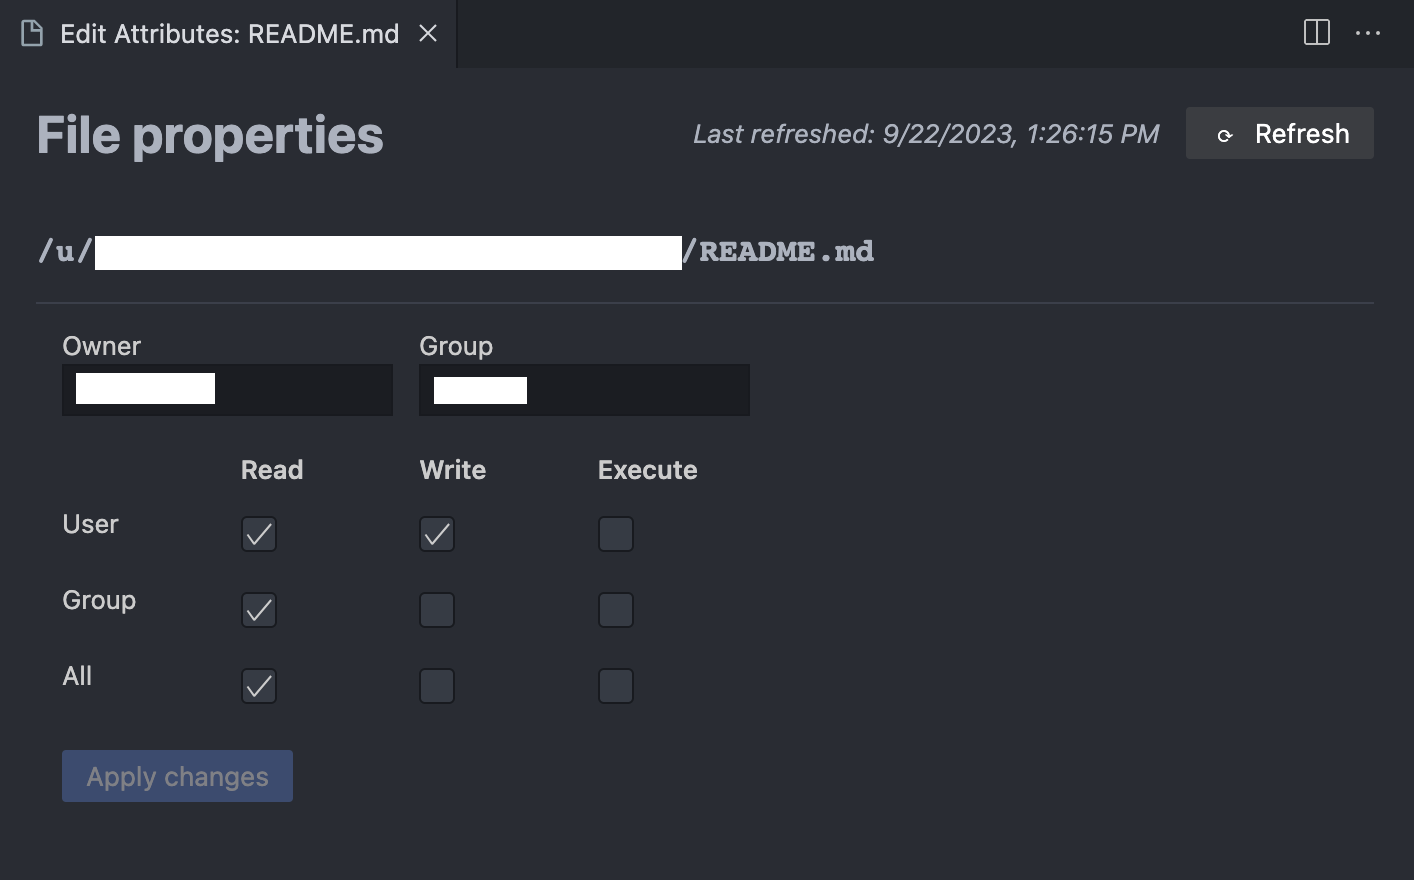 Edit Attributes: README.md
File properties
Last refreshed: 9/22/2023, 1:26:15 PM
Refresh
/u/ /README.md
Owner Group
Read Write Execute
User
Group
All
Apply changes